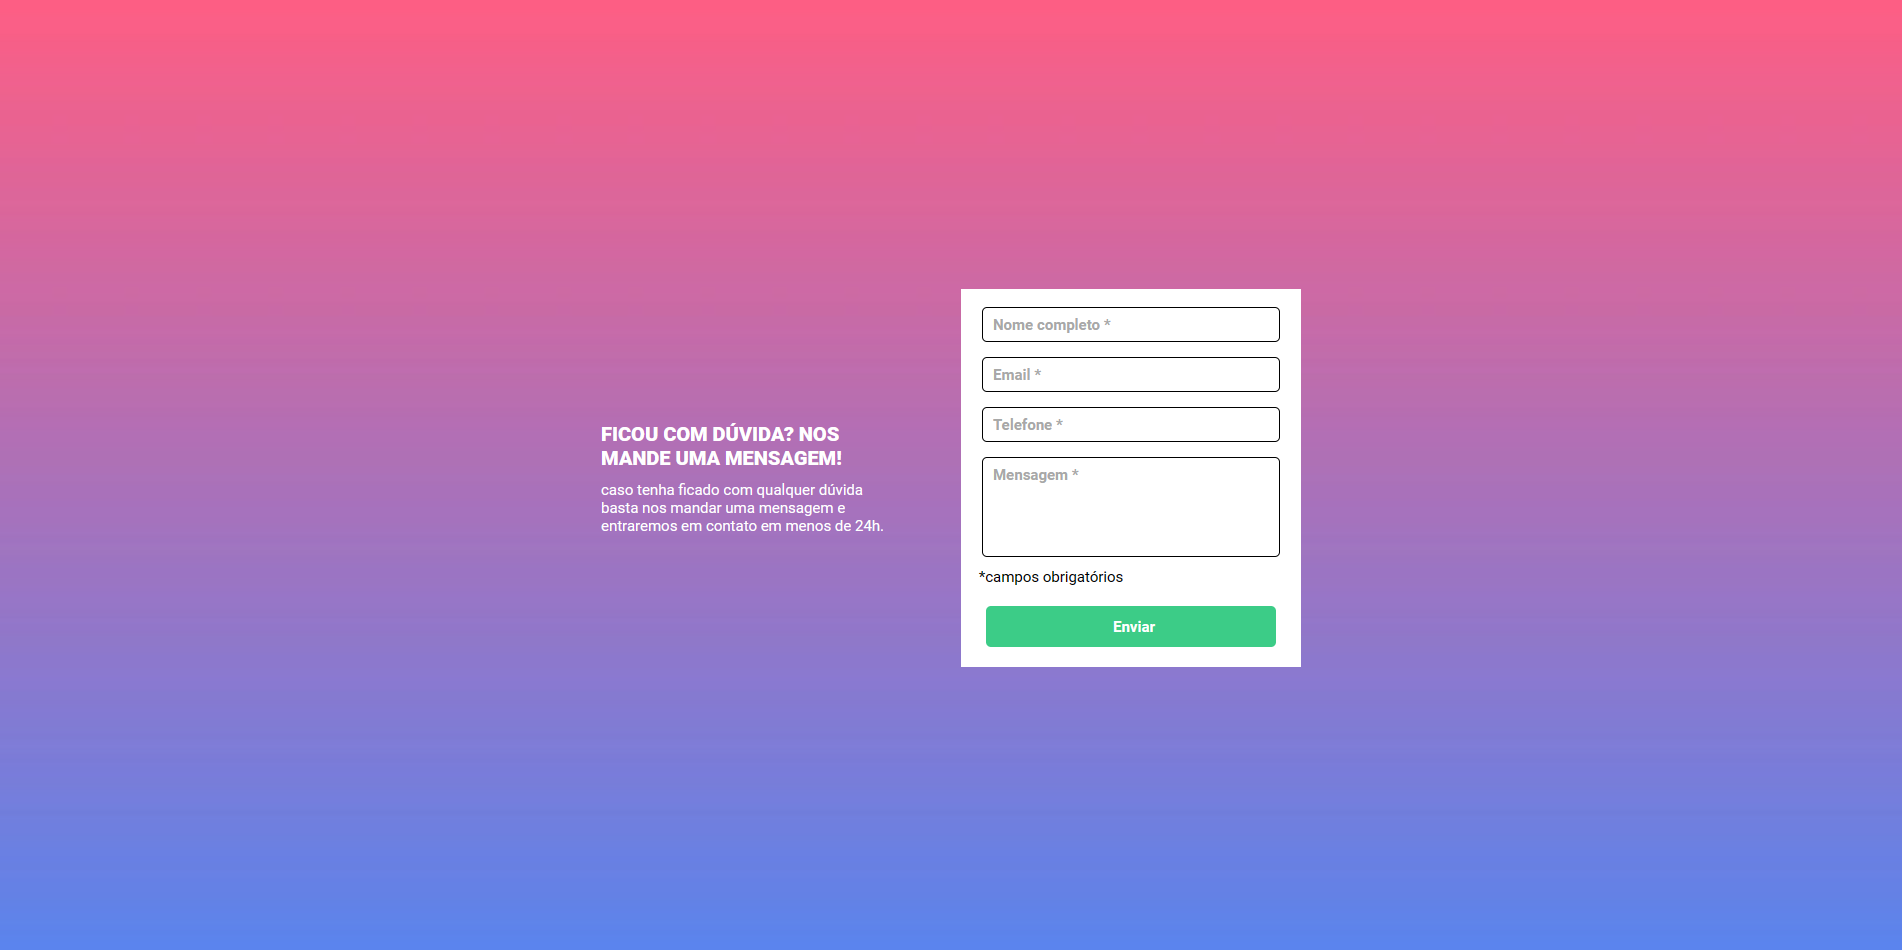 FICOU COM DÚVIDA? NOS
MANDE UMA MENSAGEM!
caso tenha ficado com qualquer dúvida
basta nos mandar uma mensagem e
entraremos em contato em menos de 24h.
Nome completo *
Email *
Telefone *
Mensagem *
*campos obrigatórios
Enviar